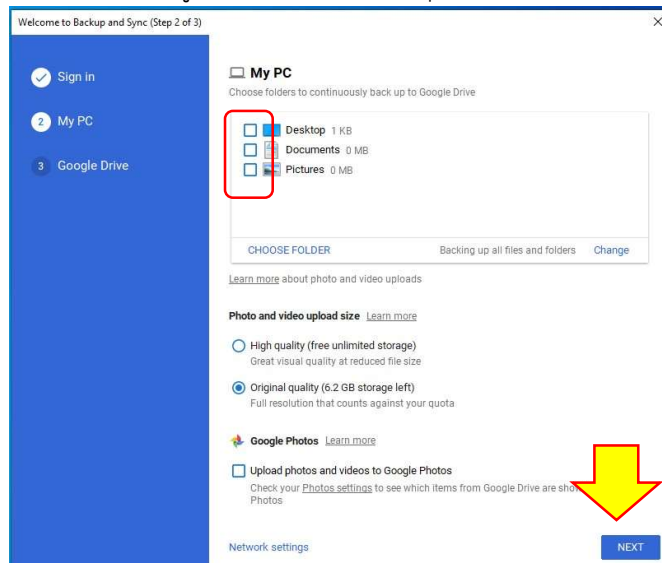 Welcome to Backup and Sync (Step 2 of 3)
Sign in
2 My PC
3 Google Drive
My PC
Choose folders to continuously back up to Google Drive
Desktop 1 KB
Documents 0 MB
Pictures 0 MB
CHOOSE FOLDER Backing up all files and folders Change
Learn more about photo and video uploads
Photo and video upload size Learn more
High quality (free unlimited storage)
Great visual quality at reduced file size
Original quality (6.2 GB storage left)
Full resolution that counts against your quota
Google Photos Learn more
Upload photos and videos to Google Photos
Check your Photos settings to see which items from Google Drive are
Photos
Network settings NEXT